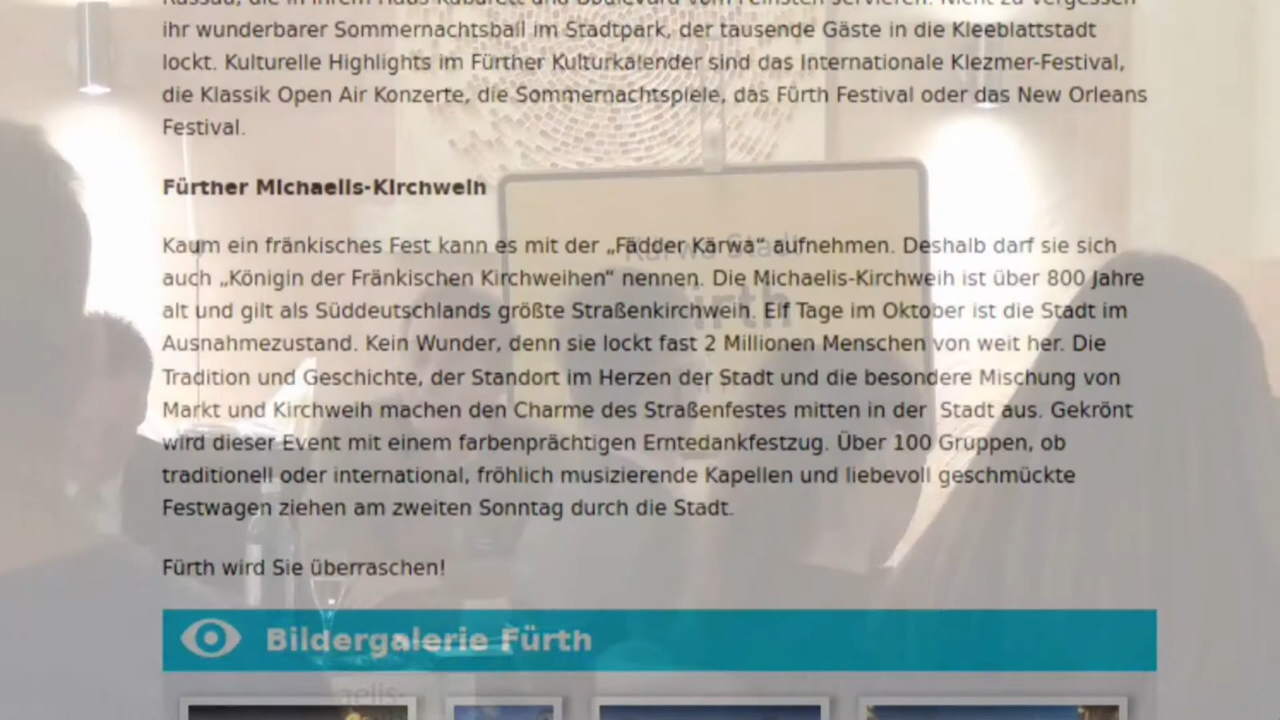 ihr wunderbarer Sommernachtsball im Stadtpark, der tausende Gäste in die Kleeblattstadt
lockt. Kulturelle Highlights im Fürther Kulturkalender sind das Internationale Klezmer-Festival,
die Klassik Open Air Konzerte, die Sommernachtspiele, das Fürth Festival oder das New Orleans
Festival.
Fürther Michaelis-Kirchweih
Kaum ein fränkisches Fest kann es mit der „Fädder Kärwa“ aufnehmen. Deshalb darf sie sich
auch „Königin der Fränkischen Kirchweihen“ nennen. Die Michaelis-Kirchweih ist über 800 Jahre
alt und gilt als Süddeutschlands größte Straßenkirchweih. Elf Tage im Oktober ist die Stadt im
Ausnahmezustand. Kein Wunder, denn sie lockt fast 2 Millionen Menschen von weit her. Die
Tradition und Geschichte, der Standort im Herzen der Stadt und die besondere Mischung von
Markt und Kirchweih machen den Charme des Straßenfestes mitten in der Stadt aus. Gekrönt
wird dieser Event mit einem farbenprächtigen Erntedankfestzug. Über 100 Gruppen, ob
traditionell oder international, fröhlich musizierende Kapellen und liebevoll geschmückte
Festwagen ziehen am zweiten Sonntag durch die Stadt.
Fürth wird Sie überraschen!
Bildergalerie Fürth